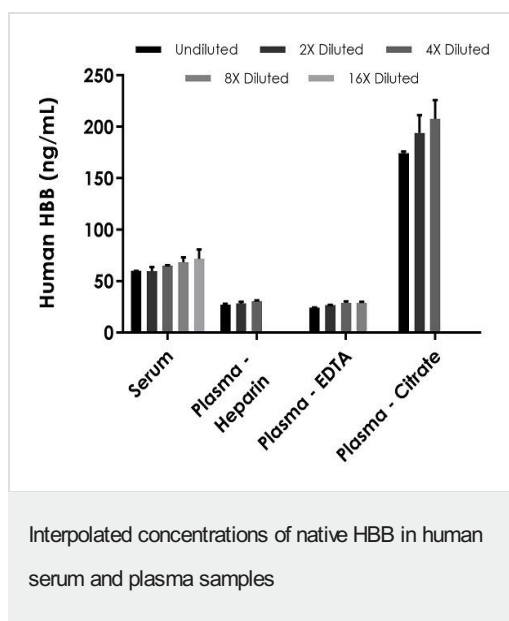 Undiluted 2X Diluted 4X Diluted
8X Diluted 16X Diluted
Human HBB (ng/mL)
250
200
150
100
50
0
Serum
Plasma -
Heparin
Plasma - EDTA
Plasma - Citrate
Interpolated concentrations of native HBB in human
serum and plasma samples